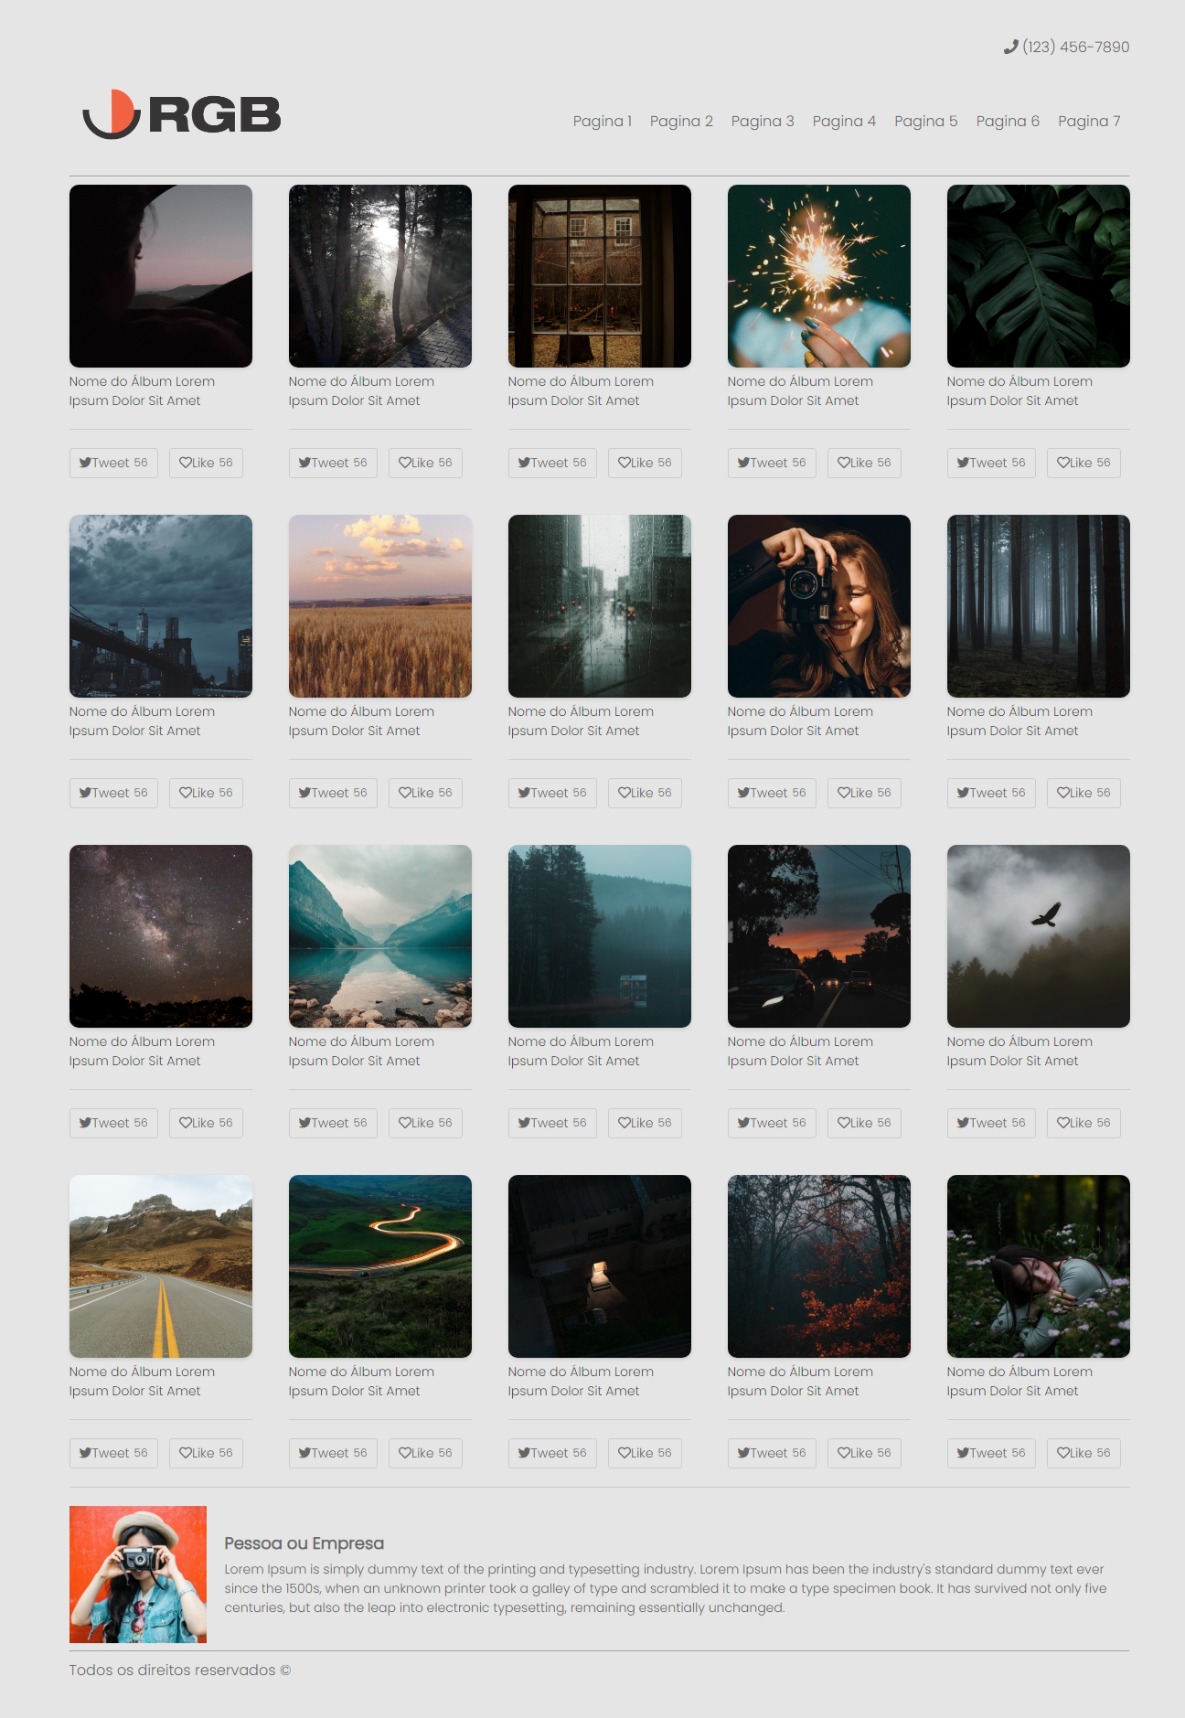 (123) 456-7890
RGB
Pagina 1 Pagina 2 Pagina 3 Pagina 4 Pagina 5 Pagina 6 Pagina 7
Nome do Álbum Lorem
Ipsum Dolor Sit Amet
Tweet 56 Like 56
Nome do Álbum Lorem
Ipsum Dolor Sit Amet
Tweet 56 Like 56
Nome do Álbum Lorem
Ipsum Dolor Sit Amet
Tweet 56 Like 56
Nome do Álbum Lorem
Ipsum Dolor Sit Amet
Tweet 56 Like 56
Nome do Álbum Lorem
Ipsum Dolor Sit Amet
Tweet 56 Like 56
Nome do Álbum Lorem
Ipsum Dolor Sit Amet
Tweet 56 Like 56
Nome do Álbum Lorem
Ipsum Dolor Sit Amet
Tweet 56 Like 56
Nome do Álbum Lorem
Ipsum Dolor Sit Amet
Tweet 56 Like 56
Nome do Álbum Lorem
Ipsum Dolor Sit Amet
Tweet 56 Like 56
Nome do Álbum Lorem
Ipsum Dolor Sit Amet
Tweet 56 Like 56
Nome do Álbum Lorem
Ipsum Dolor Sit Amet
Tweet 56 Like 56
Nome do Álbum Lorem
Ipsum Dolor Sit Amet
Tweet 56 Like 56
Nome do Álbum Lorem
Ipsum Dolor Sit Amet
Tweet 56 Like 56
Nome do Álbum Lorem
Ipsum Dolor Sit Amet
Tweet 56 Like 56
Nome do Álbum Lorem
Ipsum Dolor Sit Amet
Tweet 56 Like 56
Nome do Álbum Lorem
Ipsum Dolor Sit Amet
Tweet 56 Like 56
Nome do Álbum Lorem
Ipsum Dolor Sit Amet
Tweet 56 Like 56
Nome do Álbum Lorem
Ipsum Dolor Sit Amet
Tweet 56 Like 56
Nome do Álbum Lorem
Ipsum Dolor Sit Amet
Tweet 56 Like 56
Nome do Álbum Lorem
Ipsum Dolor Sit Amet
Tweet 56 Like 56
Pessoa ou Empresa
Lorem Ipsum is simply dummy text of the printing and typesetting industry. Lorem Ipsum has been the industry's standard dummy text ever
since the 1500s, when an unknown printer took a galley of type and scrambled it to make a type specimen book. It has survived not only five
centuries, but also the leap into electronic typesetting, remaining essentially unchanged.
Todos os direitos reservados ©